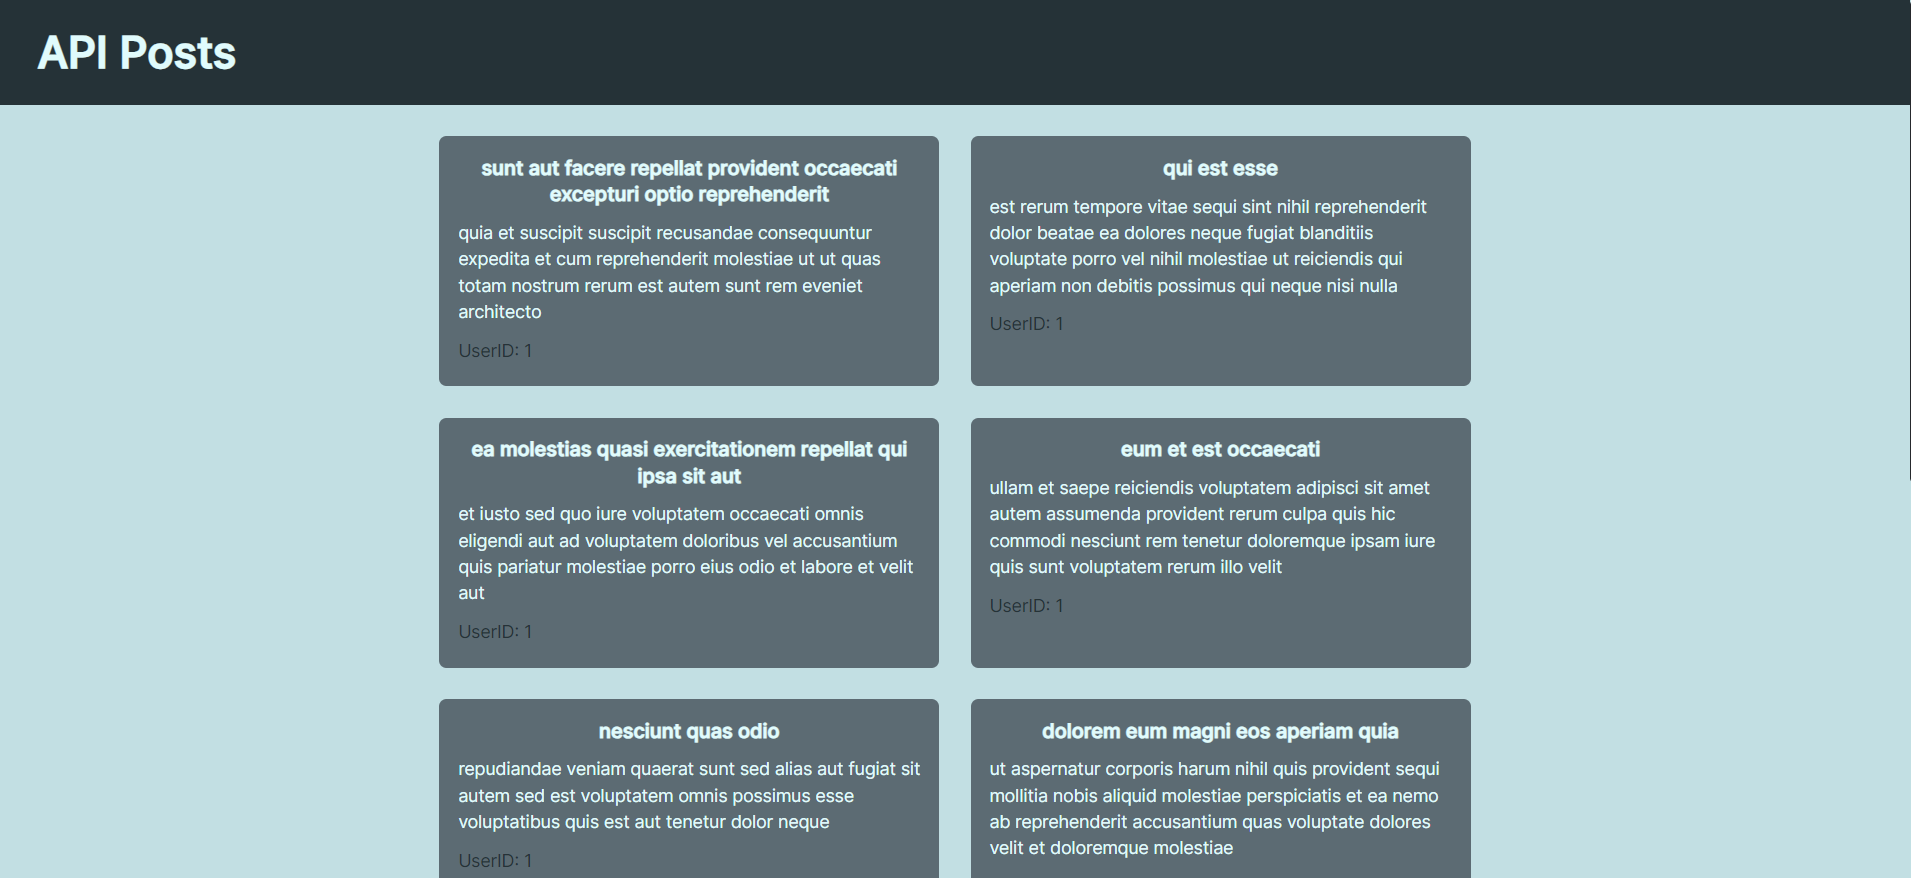 API Posts
sunt aut facere repellat provident occaecati
excepturi optio reprehenderit
quia et suscipit suscipit recusandae consequuntur
expedita et cum reprehenderit molestiae ut ut quas
totam nostrum rerum est autem sunt rem eveniet
architecto
UserID: 1
qui est esse
est rerum tempore vitae sequi sint nihil reprehenderit
dolor beatae ea dolores neque fugiat blanditiis
voluptate porro vel nihil molestiae ut reiciendis qui
aperiam non debitis possimus qui neque nisi nulla
UserID: 1
ea molestias quasi exercitationem repellat qui
ipsa sit aut
et iusto sed quo iure voluptatem occaecati omnis
eligendi aut ad voluptatem doloribus vel accusantium
quis pariatur molestiae porro eius odio et labore et velit
aut
UserID: 1
eum et est occaecati
ullam et saepe reiciendis voluptatem adipisci sit amet
autem assumenda provident rerum culpa quis hic
commodi nesciunt rem tenetur doloremque ipsam iure
quis sunt voluptatem rerum illo velit
UserID: 1
nesciunt quas odio
repudiandae veniam quaerat sunt sed alias aut fugiat sit
autem sed est voluptatem omnis possimus esse
voluptatibus quis est aut tenetur dolor neque
UserID: 1
dolorem eum magni eos aperiam quia
ut aspernatur corporis harum nihil quis provident sequi
mollitia nobis aliquid molestiae perspiciatis et ea nemo
ab reprehenderit accusantium quas voluptate dolores
velit et doloremque molestiae